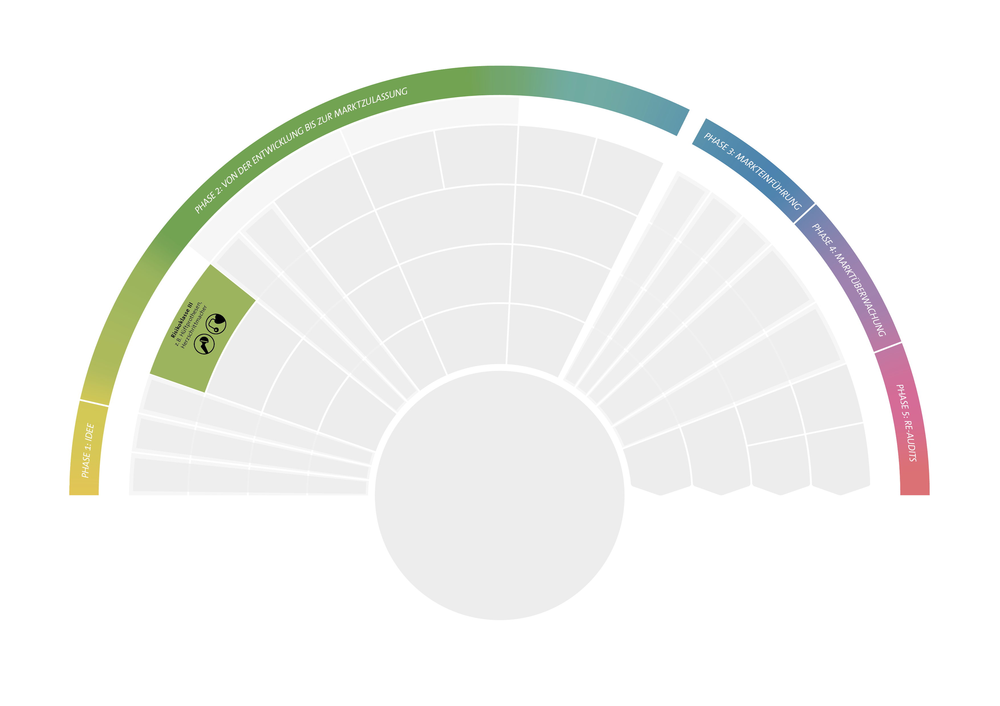 PHASE 1: IDEE
PHASE 2: VON DER ENTWICKLUNG BIS ZUR MARKTZULASSUNG
PHASE 3: MARKTEINFÜHRUNG
PHASE 4: MARKTÜBERWACHUNG
PHASE 5: RE-AUDITS
Risikoklasse III
z. B. Hüftprothesen,
Herzschrittmacher